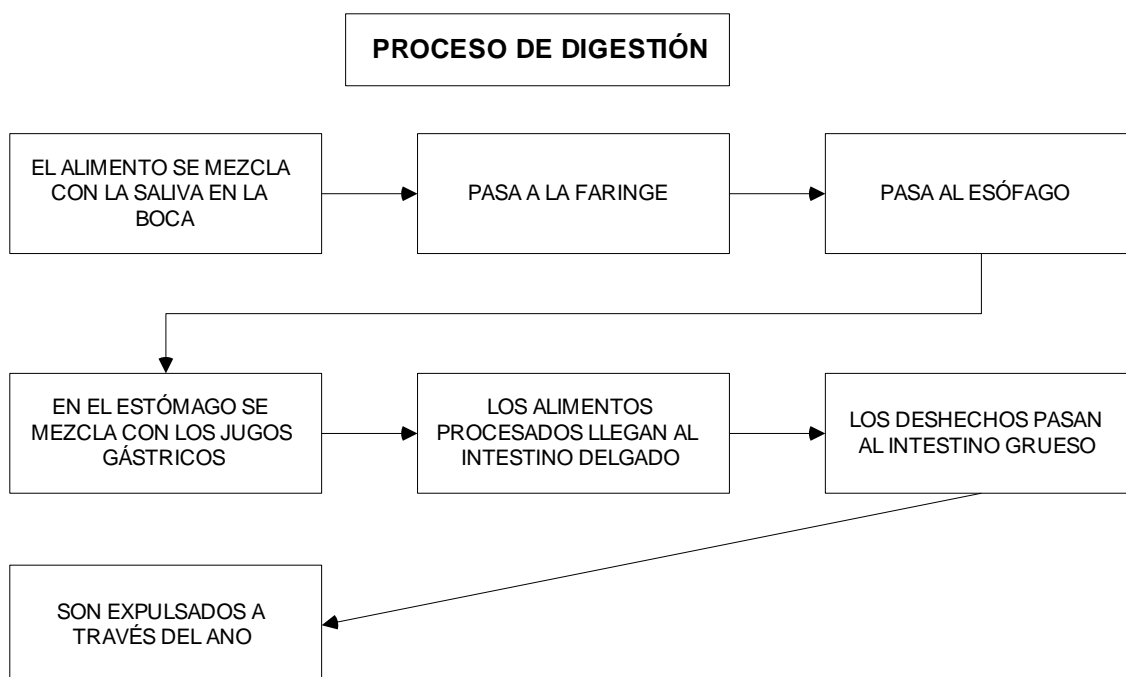 PROCESO DE DIGESTIÓN
EL ALIMENTO SE MEZCLA
CON LA SALIVA EN LA
BOCA
PASA A LA FARINGE
PASA AL ESÓFAGO
EN EL ESTÓMAGO SE
MEZCLA CON LOS JUGOS
GÁSTRICOS
LOS ALIMENTOS
PROCESADOS LLEGAN AL
INTESTINO DELGADO
LOS DESHECHOS PASAN
AL INTESTINO GRUESO
SON EXPULSADOS A
TRAVÉS DEL ANO